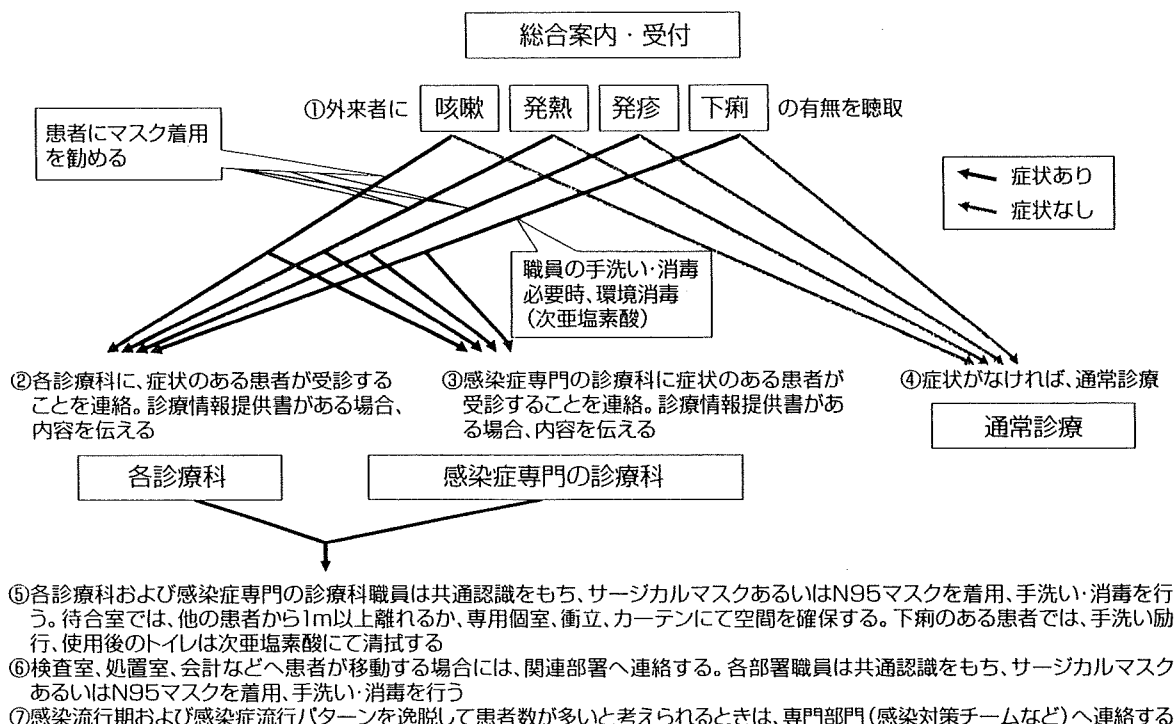 総合案内・受付
①外来者に 咳嗽 発熱 発疹 下痢 の有無を聴取
患者にマスク着用
を勧める
症状あり
症状なし
職員の手洗い・消毒
必要時、環境消毒
(次亜塩素酸)
②各診療科に、症状のある患者が受診する
ことを連絡。診療情報提供書がある場合、
内容を伝える
③感染症専門の診療科に症状のある患者が
受診することを連絡。診療情報提供書があ
る場合、内容を伝える
④症状がなければ、通常診療
通常診療
各診療科
感染症専門の診療科
⑤各診療科および感染症専門の診療科職員は共通認識をもち、サージカルマスクあるいはN95マスクを着用、手洗い・消毒を行
う。待合室では、他の患者から1m以上離れるか、専用個室、衝立、カーテンにて空間を確保する。下痢のある患者では、手洗い励
行、使用後のトイレは次亜塩素酸にて清拭する
⑥検査室、処置室、会計などへ患者が移動する場合には、関連部署へ連絡する。各部署職員は共通認識をもち、サージカルマスク
あるいはN95マスクを着用、手洗い・消毒を行う
⑦感染流行期および感染症流行パターンを逸脱して患者数が多いと考えられるときは、専門部門(感染対策チームなど)へ連絡する